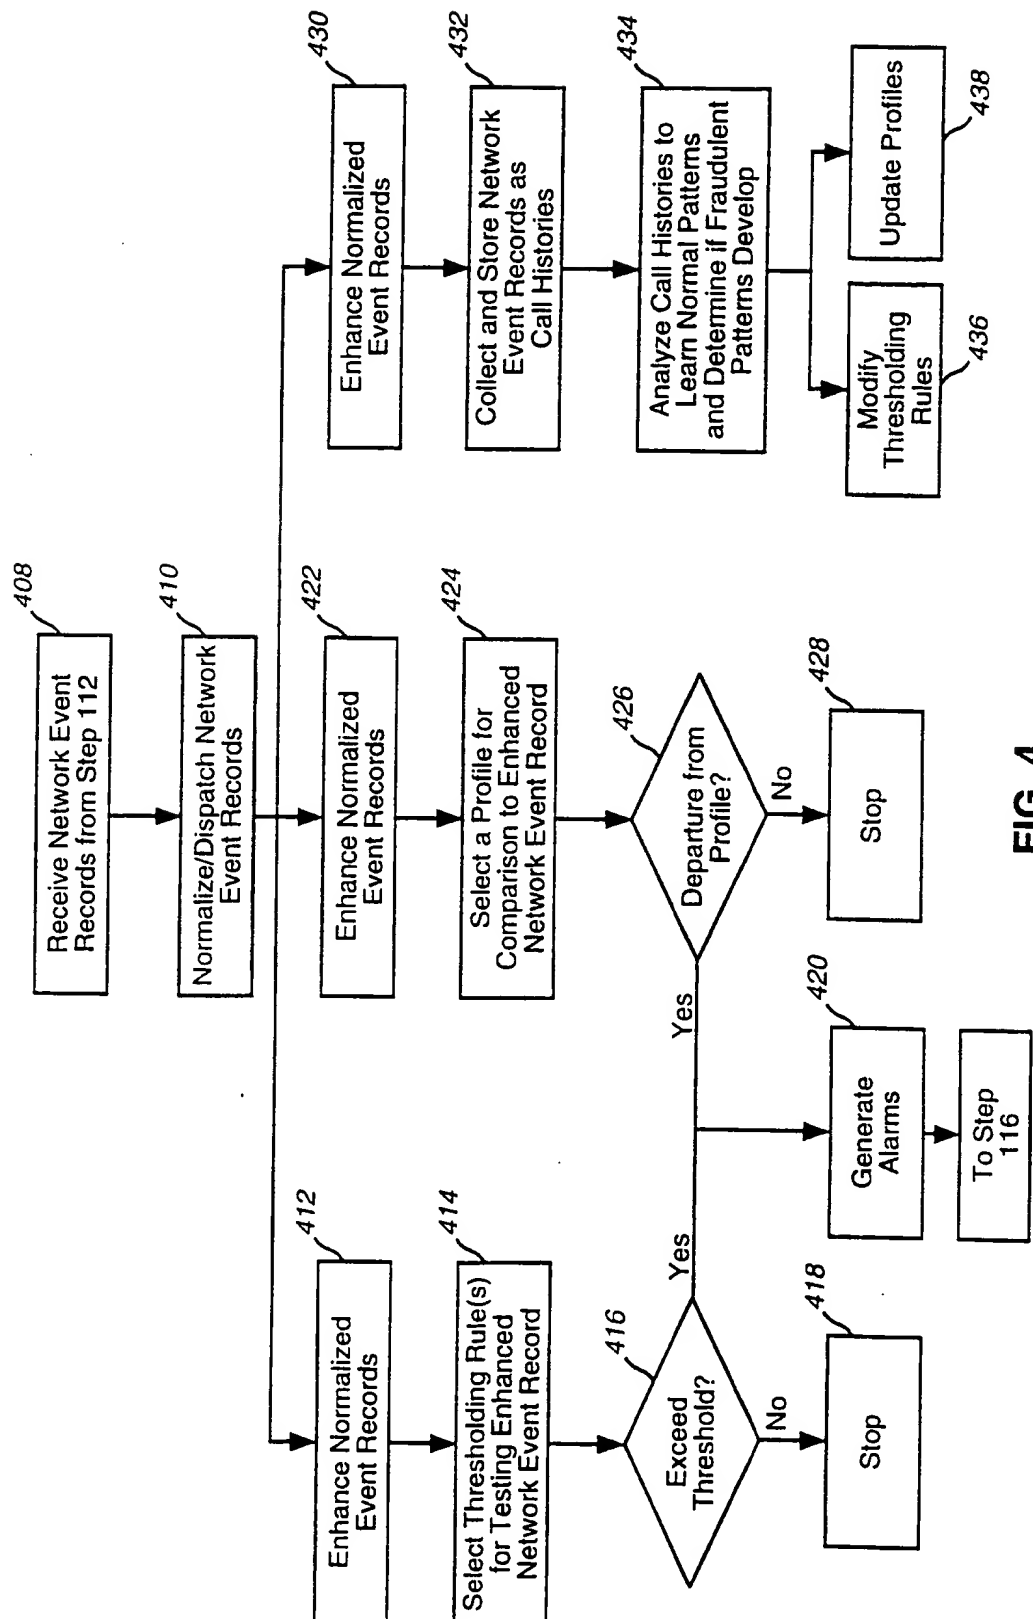 408
Receive Network Event
Records from Step 112
410
Normalize/Dispatch Network
Event Records
412
Enhance Normalized
Event Records
414
Select Thresholding Rule(s)
for Testing Enhanced
Network Event Record
416
Exceed
Threshold?
Yes
No
418
Stop
420
Generate
Alarms
To Step
116
422
Enhance Normalized
Event Records
424
Select a Profile for
Comparison to Enhanced
Network Event Record
426
Departure from
Profile?
Yes
No
428
Stop
430
Enhance Normalized
Event Records
432
Collect and Store Network
Event Records as
Call Histories
434
Analyze Call Histories to
Learn Normal Patterns
and Determine if Fraudulent
Patterns Develop
Modify
Thresholding
Rules
436
Update Profiles
438
FIG. 4